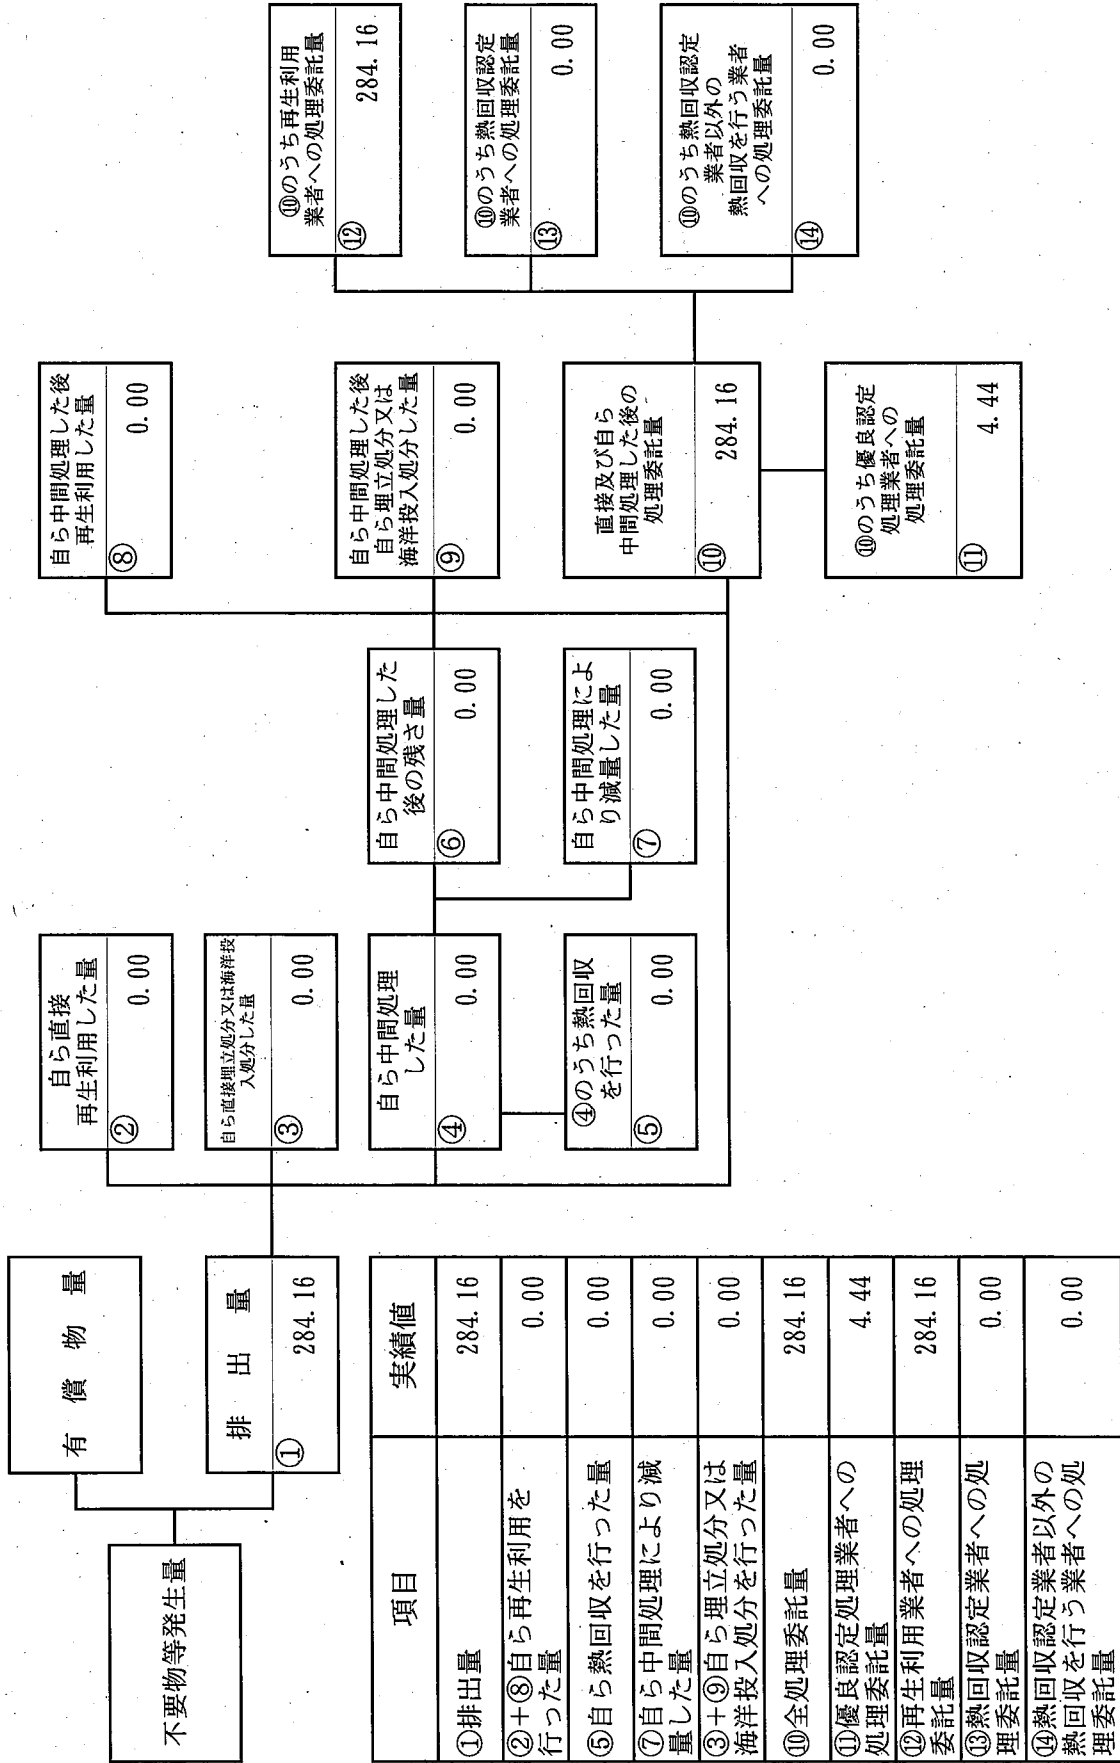 不要物等発生量
有償物量
排出量
①
284.16
自ら直接
再生利用した量
②
0.00
自ら直接埋立処分又は海洋投
入処分した量
③
0.00
自ら中間処理
した量
④
0.00
④のうち熱回収
を行った量
⑤
0.00
自ら中間処理した
後の残さ量
⑥
0.00
自ら中間処理によ
り減量した量
⑦
0.00
自ら中間処理した後
再生利用した量
⑧
0.00
自ら中間処理した後
自ら埋立処分又は
海洋投入処分した量
⑨
0.00
直接及び自ら
中間処理した後の
処理委託量
⑩
284.16
⑩のうち優良認定
処理業者への
処理委託量
⑪
4.44
⑩のうち再生利用
業者への処理委託量
⑫
284.16
⑩のうち熱回収認定
業者への処理委託量
⑬
0.00
⑩のうち熱回収認定
業者以外の
熱回収を行う業者
への処理委託量
⑭
0.00
項目 実績値
①排出量 284.16
②+⑧自ら再生利用を
行った量 0.00
⑤自ら熱回収を行った量 0.00
⑦自ら中間処理により減
量した量 0.00
③+⑨自ら埋立処分又は
海洋投入処分を行った量 0.00
⑩全処理委託量 284.16
⑪優良認定処理業者への
処理委託量 4.44
⑫再生利用業者への処理
委託量 284.16
⑬熱回収認定業者への処
理委託量 0.00
⑭熱回収認定業者以外の
熱回収を行う業者への処
理委託量 0.00